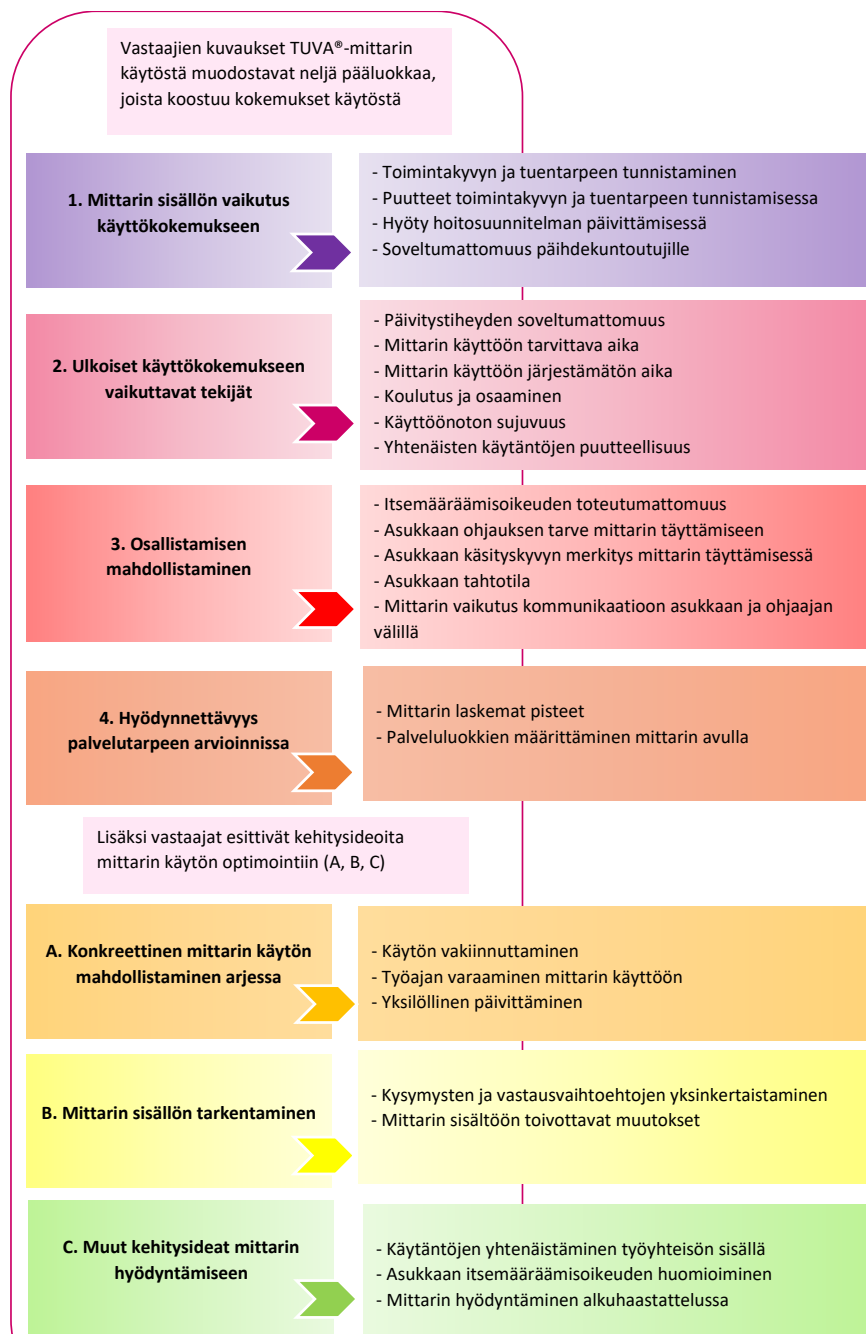 Vastaajien kuvaukset TUVA®-mittarin
käytöstä muodostavat neljä pääluokkaa,
joista koostuu kokemukset käytöstä
1. Mittarin sisällön vaikutus
käyttökokemukseen
- Toimintakyvyn ja tuentarpeen tunnistaminen
- Puutteet toimintakyvyn ja tuentarpeen tunnistamisessa
- Hyöty hoitosuunnitelman päivittämisessä
- Soveltumattomuus päihdekuntoutujille
2. Ulkoiset käyttökokemukseen
vaikuttavat tekijät
- Päivitystiheyden soveltumattomuus
- Mittarin käyttöön tarvittava aika
- Mittarin käyttöön järjestämätön aika
- Koulutus ja osaaminen
- Käyttöönoton sujuvuus
- Yhtenäisten käytäntöjen puutteellisuus
3. Osallistamisen
mahdollistaminen
- Itsemääräämisoikeuden toteutumattomuus
- Asukkaan ohjauksen tarve mittarin täyttämiseen
- Asukkaan käsityskyvyn merkitys mittarin täyttämisessä
- Asukkaan tahtotila
- Mittarin vaikutus kommunikaatioon asukkaan ja ohjaajan
välillä
4. Hyödynnettävyys
palvelutarpeen arvioinnissa
- Mittarin laskemat pisteet
- Palveluluokkien määrittäminen mittarin avulla
Lisäksi vastaajat esittivät kehitysideoita
mittarin käytön optimointiin (A, B, C)
A. Konkreettinen mittarin käytön
mahdollistaminen arjessa
- Käytön vakiinnuttaminen
- Työajan varaaminen mittarin käyttöön
- Yksilöllinen päivittäminen
B. Mittarin sisällön tarkentaminen
- Kysymysten ja vastausvaihtoehtojen yksinkertaistaminen
- Mittarin sisältöön toivottavat muutokset
C. Muut kehitysideat mittarin
hyödyntämiseen
- Käytäntöjen yhtenäistäminen työyhteisön sisällä
- Asukkaan itsemääräämisoikeuden huomioiminen
- Mittarin hyödyntäminen alkuhaastattelussa